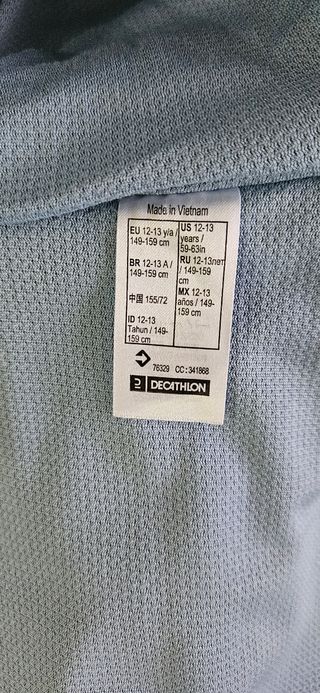 Made in Vietnam
EU 12-13 y/a /
149-159 cm
BR 12-13 A /
149-159 cm
中国 155/72
ID 12-13
Tahun / 149-
159 cm
US 12-13
years /
59-63in
RU 12-13лет
/ 149-159
cm
MX 12-13
años / 149-
159 cm
76329 CC:341868
DECATHLON